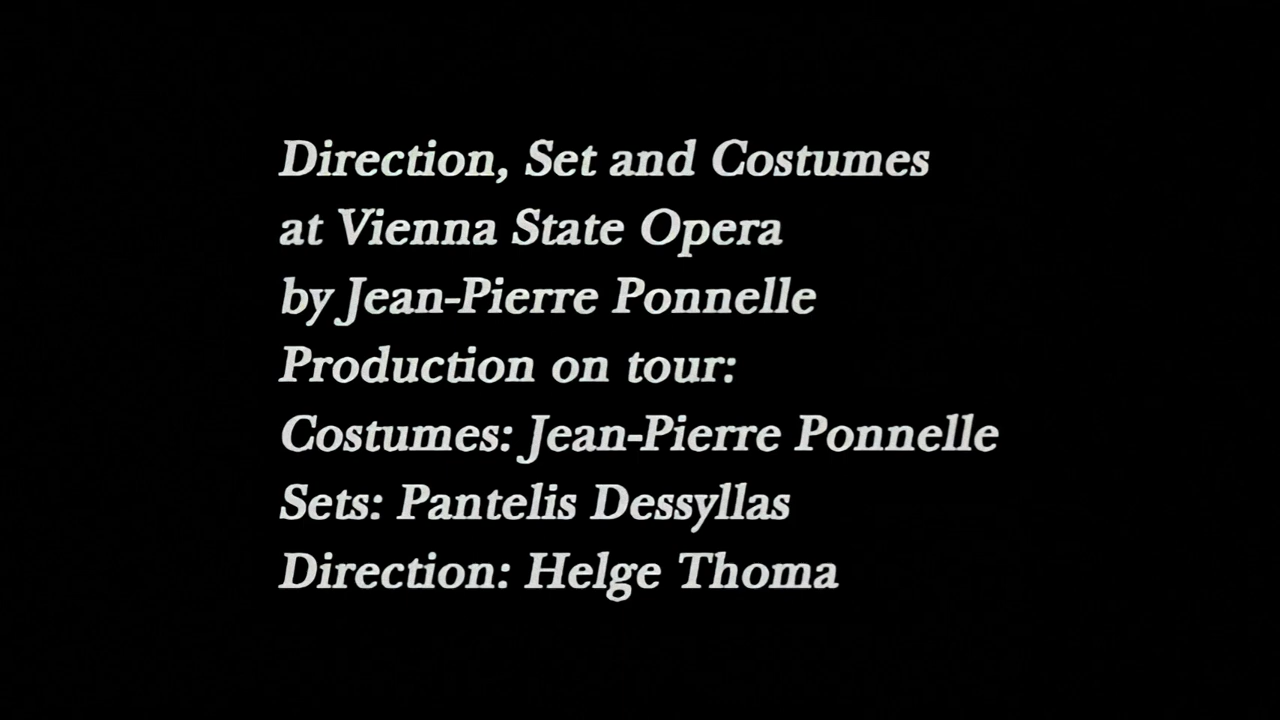 Direction, Set and Costumes
at Vienna State Opera
by Jean-Pierre Ponnelle
Production on tour:
Costumes: Jean-Pierre Ponnelle
Sets: Pantelis Dessyllas
Direction: Helge Thoma